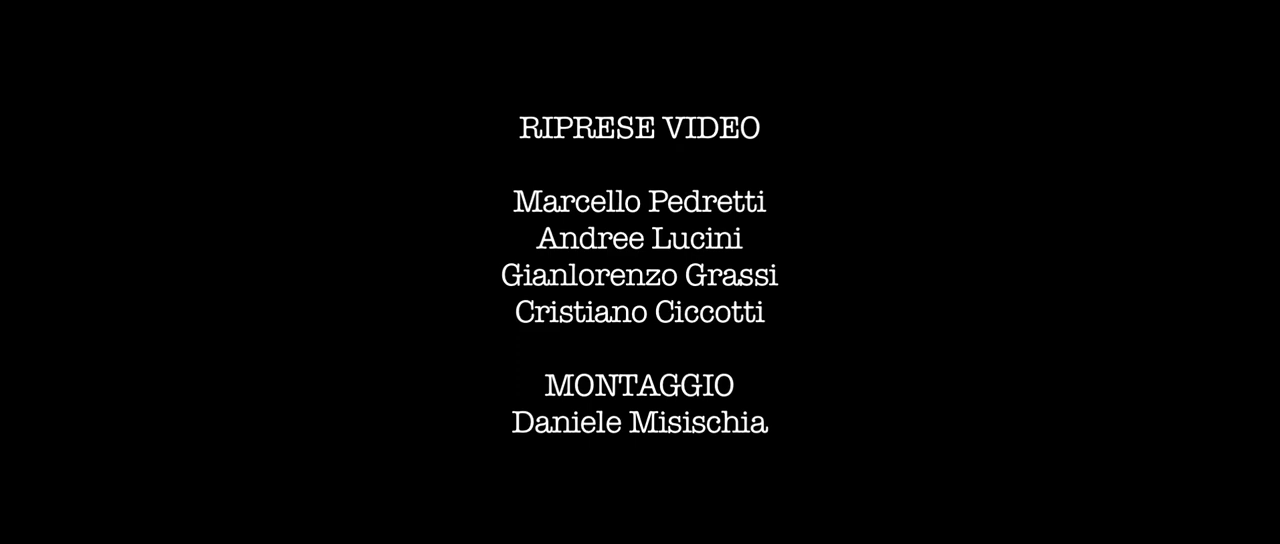 RIPRESE VIDEO
Marcello Pedretti
Andree Lucini
Gianlorenzo Grassi
Cristiano Ciccotti
MONTAGGIO
Daniele Misischia